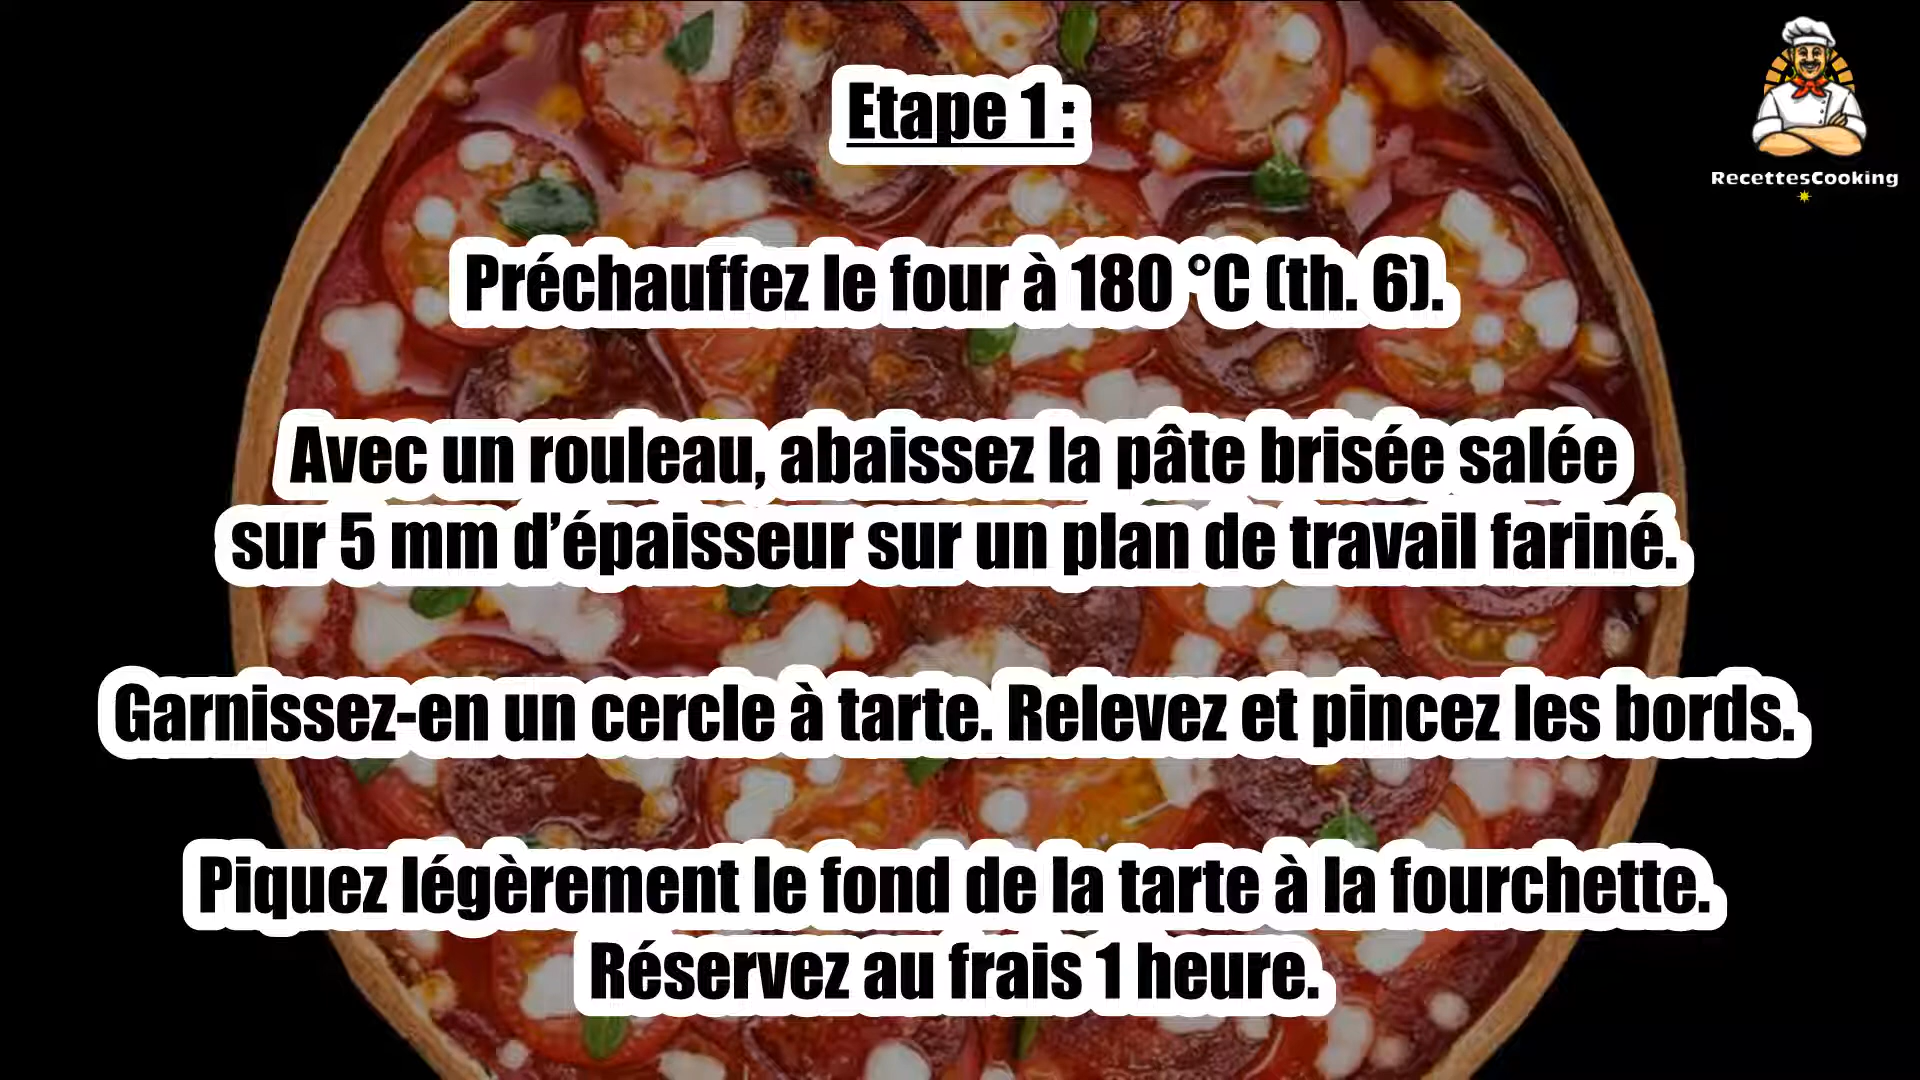 Etape 1 :
RecettesCooking
Préchauffez le four à 180 °C (th. 6).
Avec un rouleau, abaissez la pâte brisée salée
sur 5 mm d’épaisseur sur un plan de travail fariné.
Garnissez-en un cercle à tarte. Relevez et pincez les bords.
Piquez légèrement le fond de la tarte à la fourchette.
Réservez au frais 1 heure.